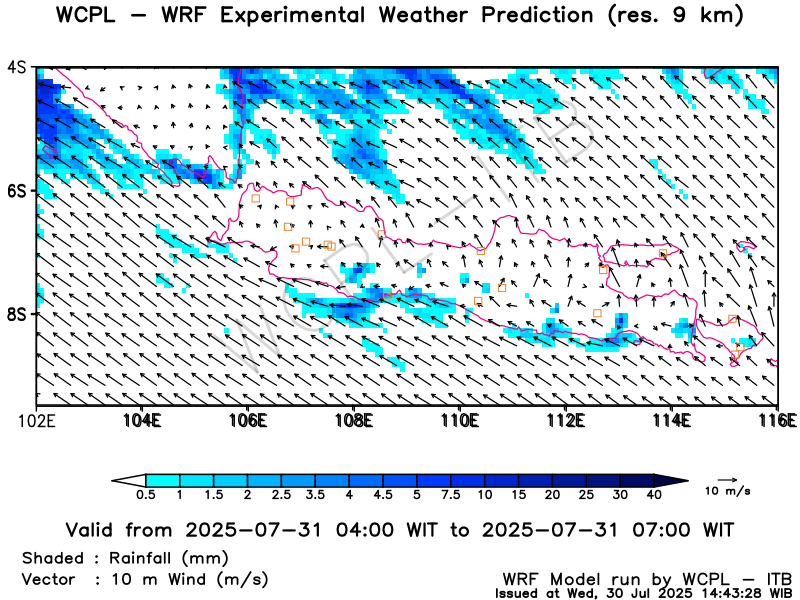 WCPL – WRF Experimental Weather Prediction (res. 9 km)
4S
6S
8S
102E 104E 106E 108E 110E 112E 114E 116E
WCPL-ITB
0.5 1 1.5 2 2.5 3.5 4 4.5 5 7.5 10 15 20 25 30 40
10 m/s
Valid from 2025-07-31 04:00 WIT to 2025-07-31 07:00 WIT
Shaded : Rainfall (mm)
Vector : 10 m Wind (m/s)
WRF Model run by WCPL – ITB
Issued at Wed, 30 Jul 2025 14:43:28 WIB